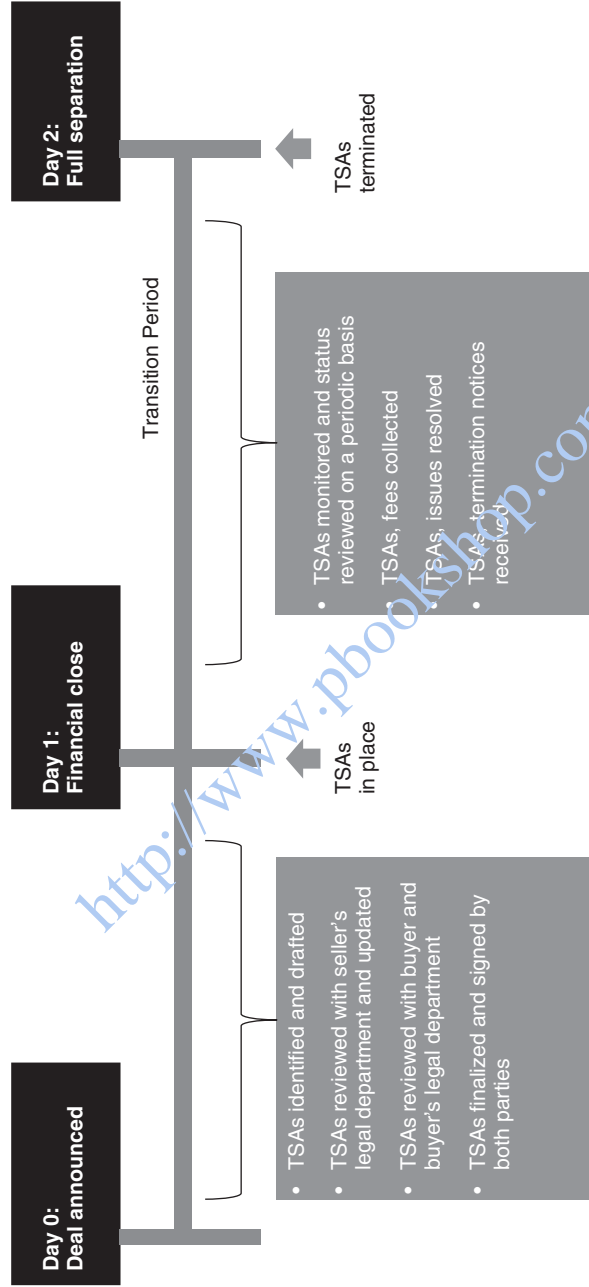 Day 0:
Deal announced
Day 1:
Financial close
Day 2:
Full separation
Transition Period
• TSAs identified and drafted
• TSAs reviewed with seller’s
legal department and updated
• TSAs reviewed with buyer and
buyer’s legal department
• TSAs finalized and signed by
both parties
TSAs
in place
• TSAs monitored and status
reviewed on a periodic basis
• TSAs, fees collected
• TSAs, issues resolved
• TSAs, termination notices
received
TSAs
terminated
http://www.pbookshop.com